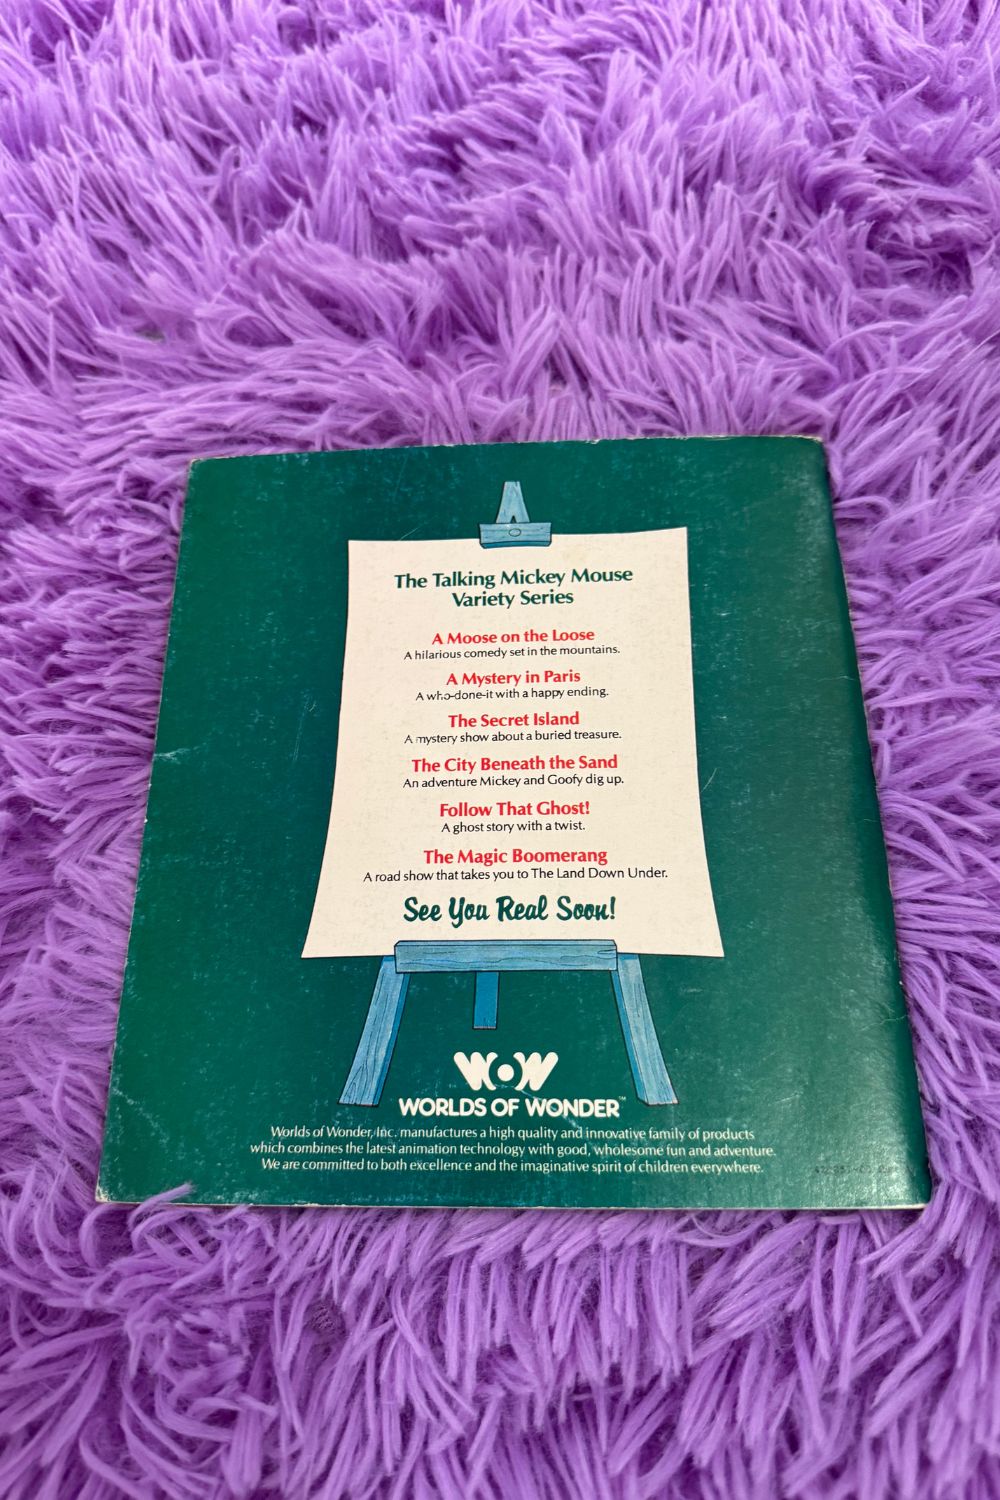 The Talking Mickey Mouse
Variety Series
A Moose on the Loose
A hilarious comedy set in the mountains.
A Mystery in Paris
A who-done-it with a happy ending.
The Secret Island
A mystery show about a buried treasure.
The City Beneath the Sand
An adventure Mickey and Goofy dig up.
Follow That Ghost!
A ghost story with a twist.
The Magic Boomerang
A road show that takes you to The Land Down Under.
See You Real Soon!
WOW
WORLDS OF WONDER™
Worlds of Wonder, Inc. manufactures a high quality and innovative family of products
which combines the latest animation technology with good, wholesome fun and adventure.
We are committed to both excellence and the imaginative spirit of children everywhere.